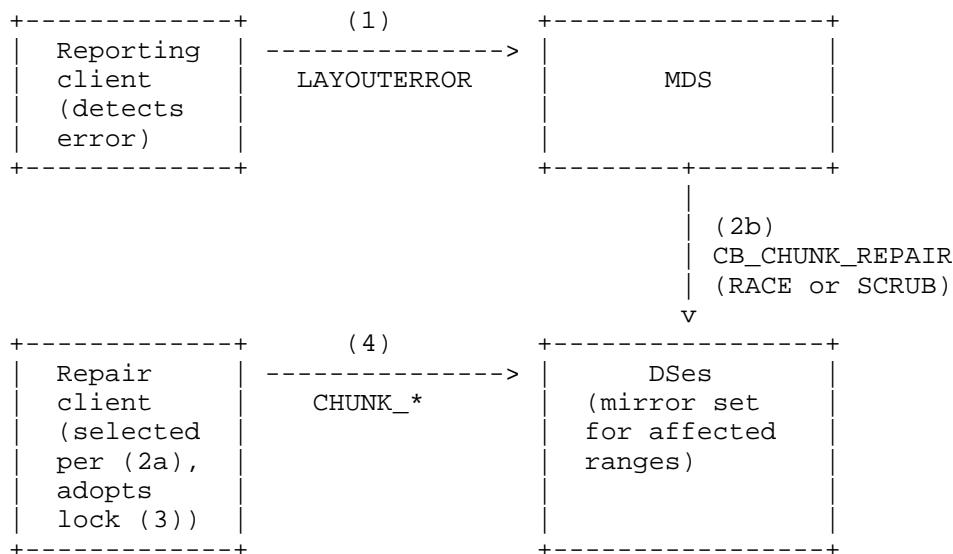 (1)
Reporting
client
(detects
error)
LAYOUTERROR
MDS
(2b)
CB_CHUNK_REPAIR
(RACE or SCRUB)
(4)
Repair
client
(selected
per (2a),
adopts
lock (3))
CHUNK_*
DSes
(mirror set
for affected
ranges)